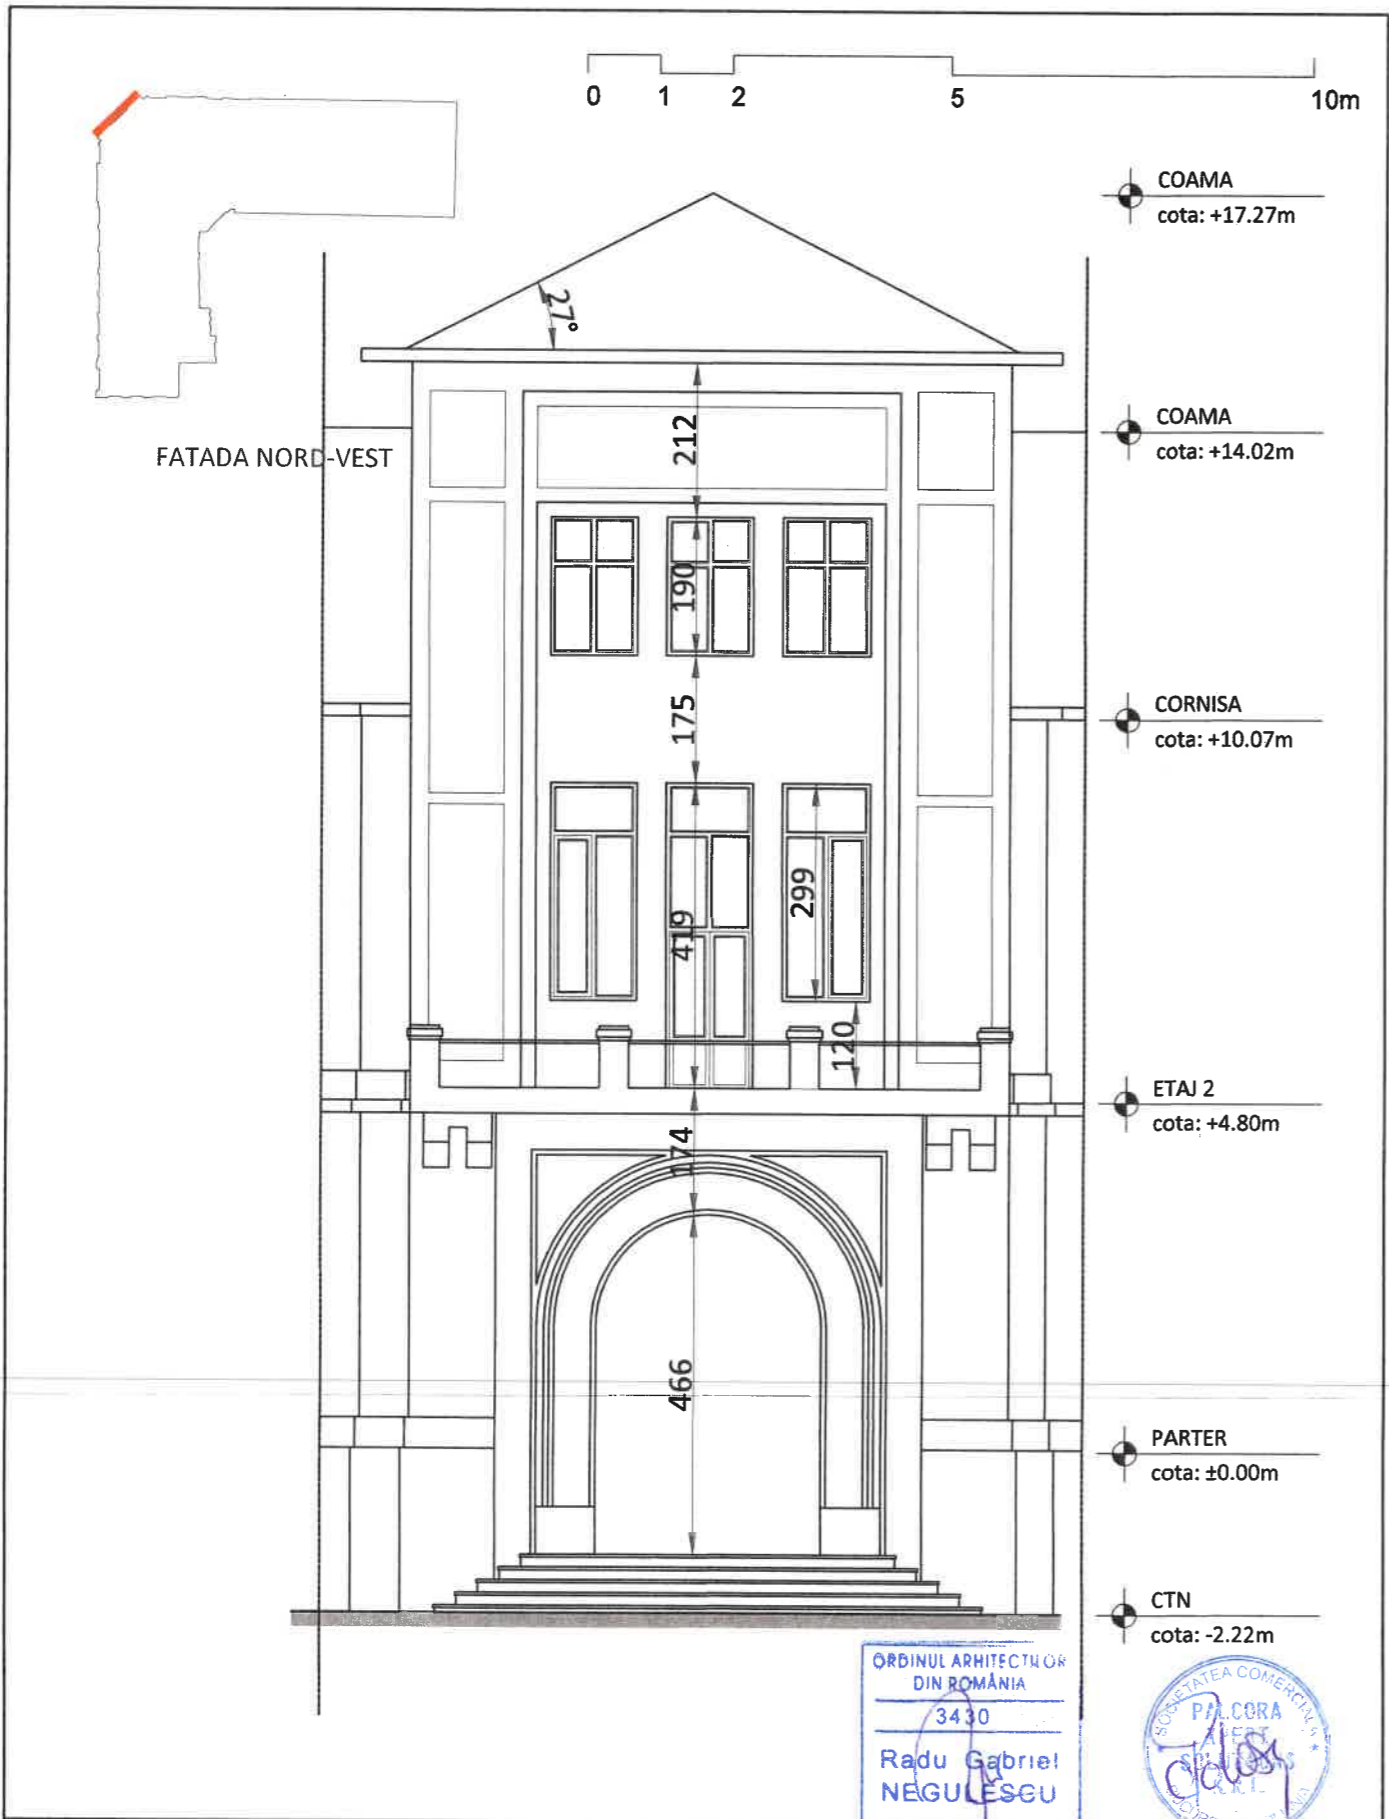 0 1 2 5 10m
COAMA
cota: +17.27m
27°
COAMA
cota: +14.02m
FATADA NORD-VEST
212
190
175
CORNISA
cota: +10.07m
299
419
120
ETAJ 2
cota: +4.80m
174
466
PARTER
cota: ±0.00m
CTN
cota: -2.22m
ORDINUL ARHITECTILOR
DIN ROMÂNIA
3430
Radu Gabriel
NEGULESCU
SOCIETATEA COMERCIALA